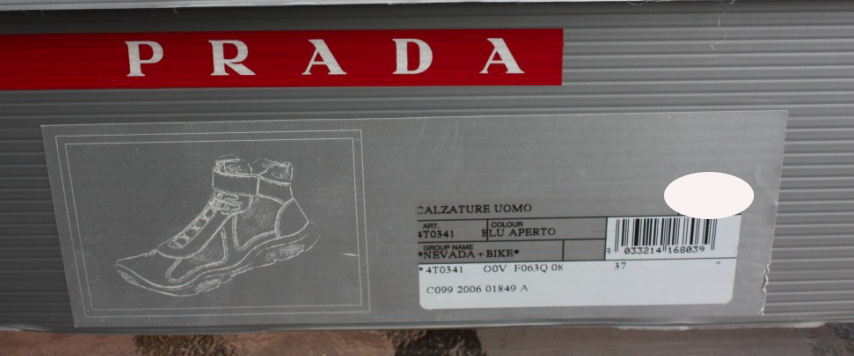 PRADA
CALZATURE UOMO
ART. COLOUR
4T0341 BLU APERTO
GROUP NAME
*NEVADA + BIKE*
8 033214 168039
*4T0341 O0V F063Q 08 37
C099 2006 01849 A